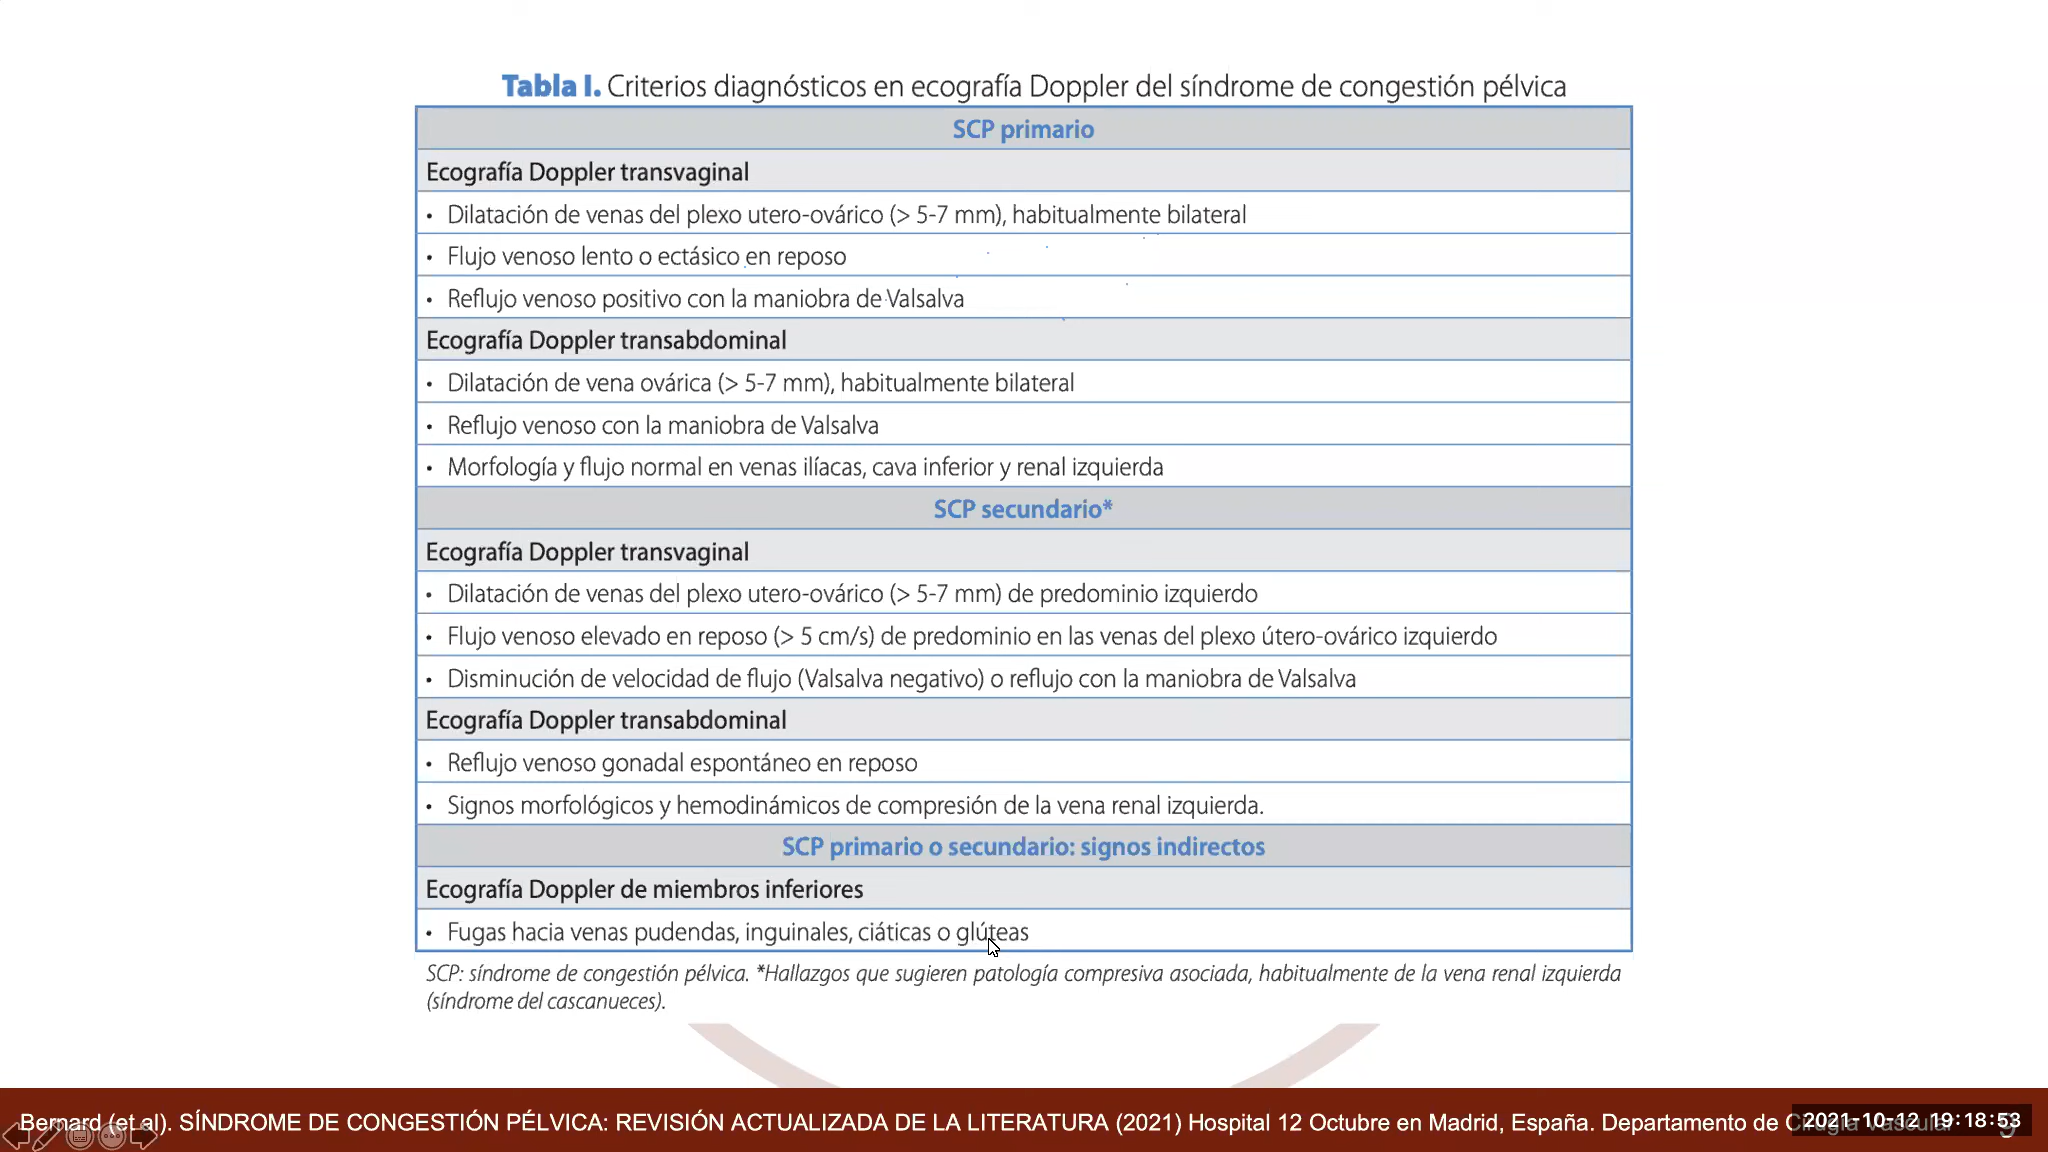 Tabla I. Criterios diagnósticos en ecografía Doppler del síndrome de congestión pélvica
SCP primario
Ecografía Doppler transvaginal
• Dilatación de venas del plexo utero-ovárico (> 5-7 mm), habitualmente bilateral
• Flujo venoso lento o ectásico en reposo
• Reflujo venoso positivo con la maniobra de Valsalva
Ecografía Doppler transabdominal
• Dilatación de vena ovárica (> 5-7 mm), habitualmente bilateral
• Reflujo venoso con la maniobra de Valsalva
• Morfología y flujo normal en venas ilíacas, cava inferior y renal izquierda
SCP secundario*
Ecografía Doppler transvaginal
• Dilatación de venas del plexo utero-ovárico (> 5-7 mm) de predominio izquierdo
• Flujo venoso elevado en reposo (> 5 cm/s) de predominio en las venas del plexo útero-ovárico izquierdo
• Disminución de velocidad de flujo (Valsalva negativo) o reflujo con la maniobra de Valsalva
Ecografía Doppler transabdominal
• Reflujo venoso gonadal espontáneo en reposo
• Signos morfológicos y hemodinámicos de compresión de la vena renal izquierda.
SCP primario o secundario: signos indirectos
Ecografía Doppler de miembros inferiores
• Fugas hacia venas pudendas, inguinales, ciáticas o glúteas
SCP: síndrome de congestión pélvica. *Hallazgos que sugieren patología compresiva asociada, habitualmente de la vena renal izquierda
(síndrome del cascanueces).
Bernard (et al). SÍNDROME DE CONGESTIÓN PÉLVICA: REVISIÓN ACTUALIZADA DE LA LITERATURA (2021) Hospital 12 Octubre en Madrid, España. Departamento de Cirugía Vascular
2021-10-12 19:18:53